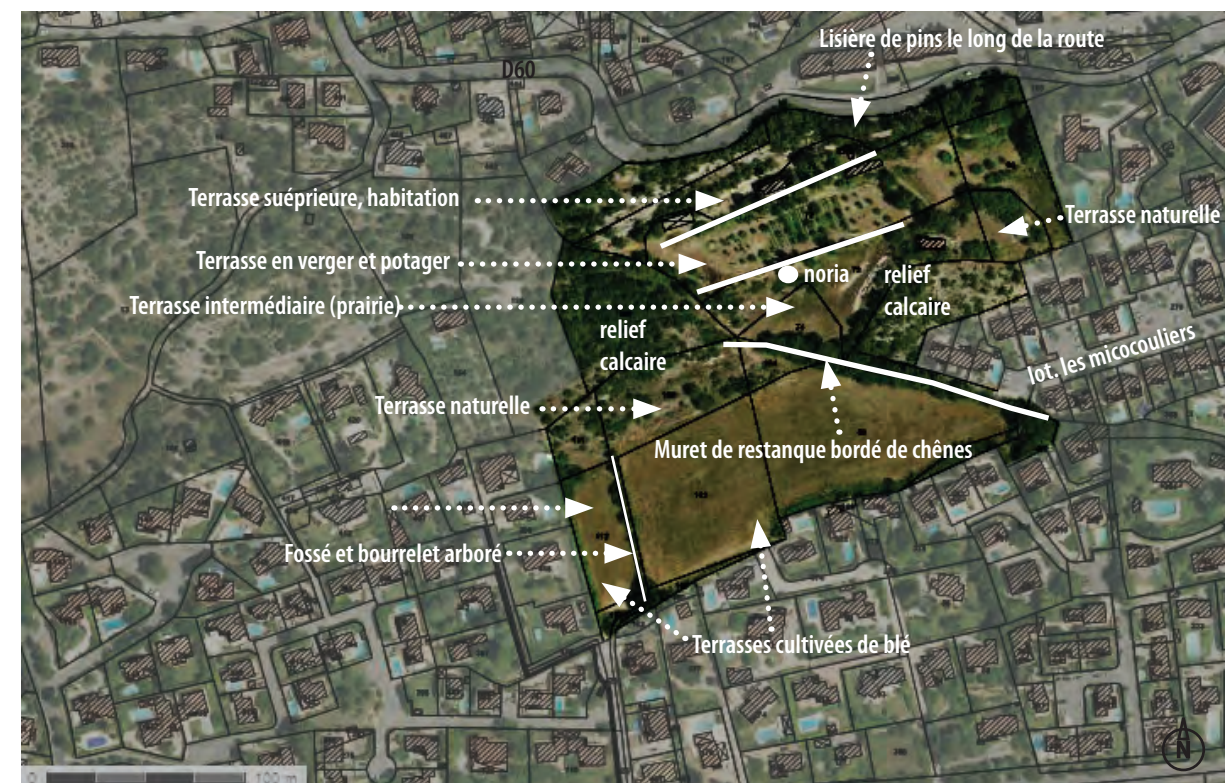 Lisière de pins le long de la route
D60
Terrasse suéprieure, habitation
Terrasse naturelle
Terrasse en verger et potager
noria
relief
calcaire
Terrasse intermédiaire (prairie)
relief
calcaire
lot. les micocouliers
Terrasse naturelle
Muret de restanque bordé de chênes
Fossé et bourrelet arboré
Terrasses cultivées de blé
N
0
100 m